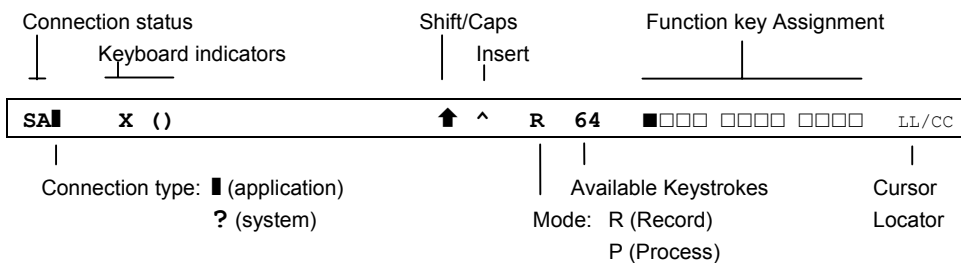 Connection status Shift/Caps Function key Assignment
Keyboard indicators Insert
SA▮ X () ⬆ ^ R 64 ■□□□ □□□□ □□□□ LL/CC
Connection type: ▮ (application) Available Keystrokes Cursor
? (system) Mode: R (Record) Locator
P (Process)